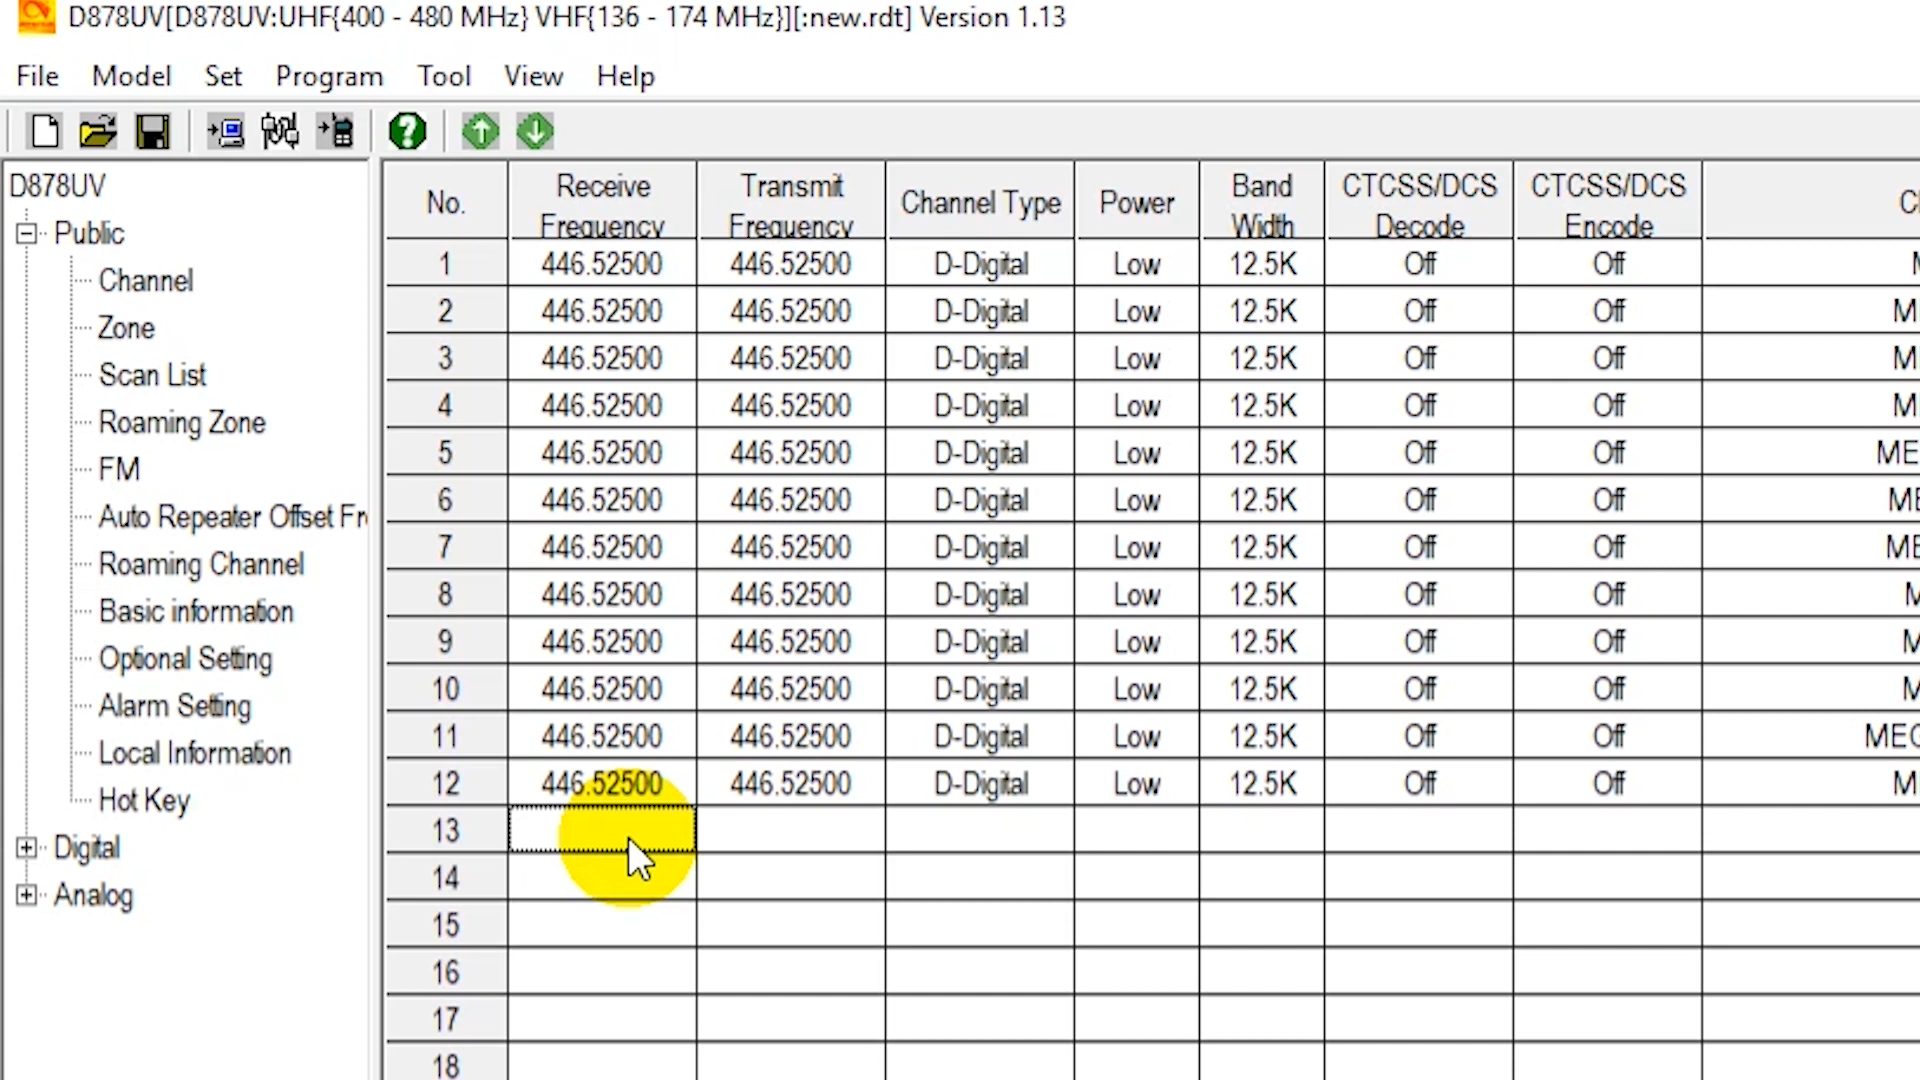 D878UV[D878UV:UHF{400 - 480 MHz} VHF{136 - 174 MHz}][:new.rdt] Version 1.13
File Model Set Program Tool View Help
D878UV
Public
Channel
Zone
Scan List
Roaming Zone
FM
Auto Repeater Offset Fr
Roaming Channel
Basic information
Optional Setting
Alarm Setting
Local Information
Hot Key
Digital
Analog
No. Receive Frequency Transmit Frequency Channel Type Power Band Width CTCSS/DCS Decode CTCSS/DCS Encode
1 446.52500 446.52500 D-Digital Low 12.5K Off Off
2 446.52500 446.52500 D-Digital Low 12.5K Off Off M
3 446.52500 446.52500 D-Digital Low 12.5K Off Off M
4 446.52500 446.52500 D-Digital Low 12.5K Off Off M
5 446.52500 446.52500 D-Digital Low 12.5K Off Off ME
6 446.52500 446.52500 D-Digital Low 12.5K Off Off ME
7 446.52500 446.52500 D-Digital Low 12.5K Off Off ME
8 446.52500 446.52500 D-Digital Low 12.5K Off Off
9 446.52500 446.52500 D-Digital Low 12.5K Off Off
10 446.52500 446.52500 D-Digital Low 12.5K Off Off
11 446.52500 446.52500 D-Digital Low 12.5K Off Off MEG
12 446.52500 446.52500 D-Digital Low 12.5K Off Off M
13
14
15
16
17
18